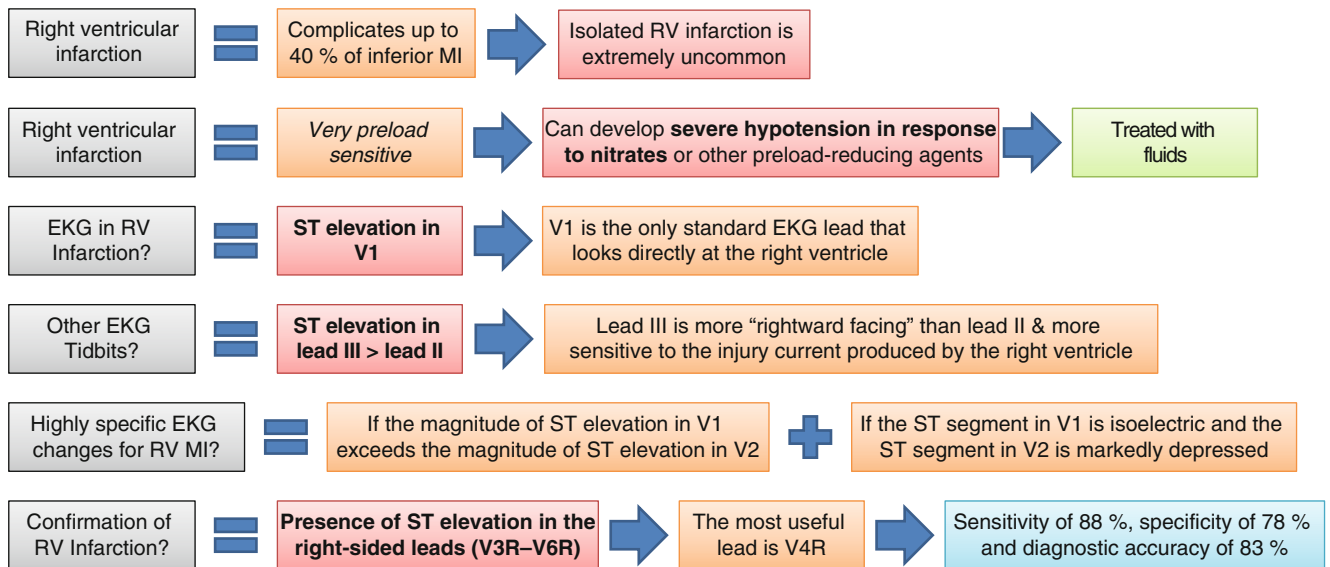 Right ventricular
infarction
Complicates up to
40 % of inferior MI
Isolated RV infarction is
extremely uncommon
Right ventricular
infarction
Very preload
sensitive
Can develop severe hypotension in response
to nitrates or other preload-reducing agents
Treated with
fluids
EKG in RV
Infarction?
ST elevation in
V1
V1 is the only standard EKG lead that
looks directly at the right ventricle
Other EKG
Tidbits?
ST elevation in
lead III > lead II
Lead III is more “rightward facing” than lead II & more
sensitive to the injury current produced by the right ventricle
Highly specific EKG
changes for RV MI?
If the magnitude of ST elevation in V1
exceeds the magnitude of ST elevation in V2
If the ST segment in V1 is isoelectric and the
ST segment in V2 is markedly depressed
Confirmation of
RV Infarction?
Presence of ST elevation in the
right-sided leads (V3R–V6R)
The most useful
lead is V4R
Sensitivity of 88 %, specificity of 78 %
and diagnostic accuracy of 83 %